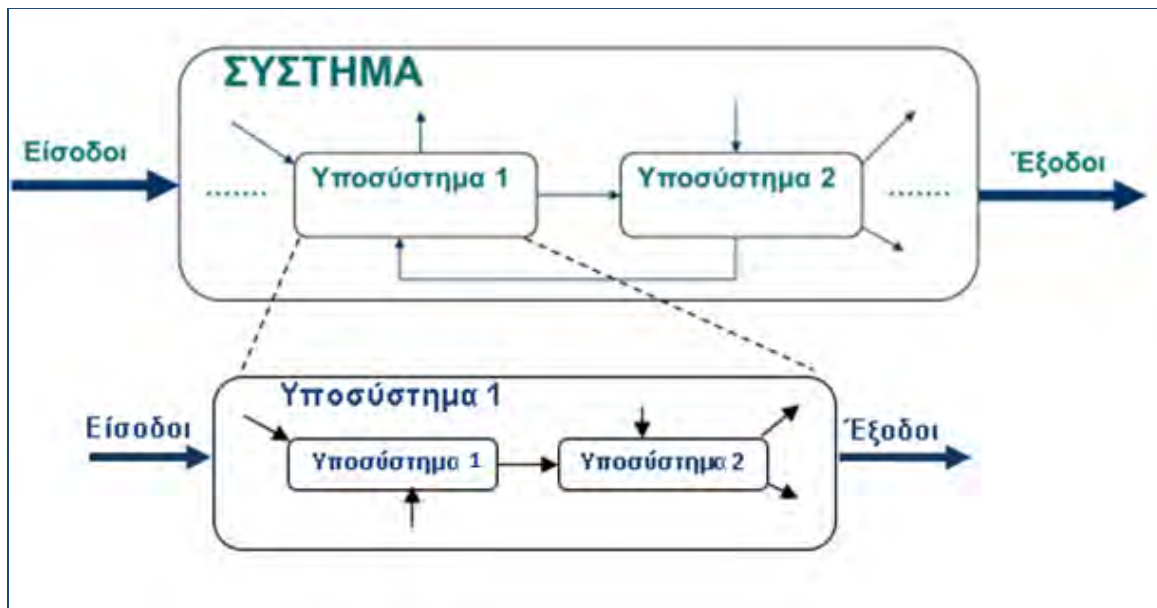 ΣΥΣΤΗΜΑ
Είσοδοι
Υποσύστημα 1
Υποσύστημα 2
Έξοδοι
......
......
Υποσύστημα 1
Είσοδοι
Υποσύστημα 1
Υποσύστημα 2
Έξοδοι